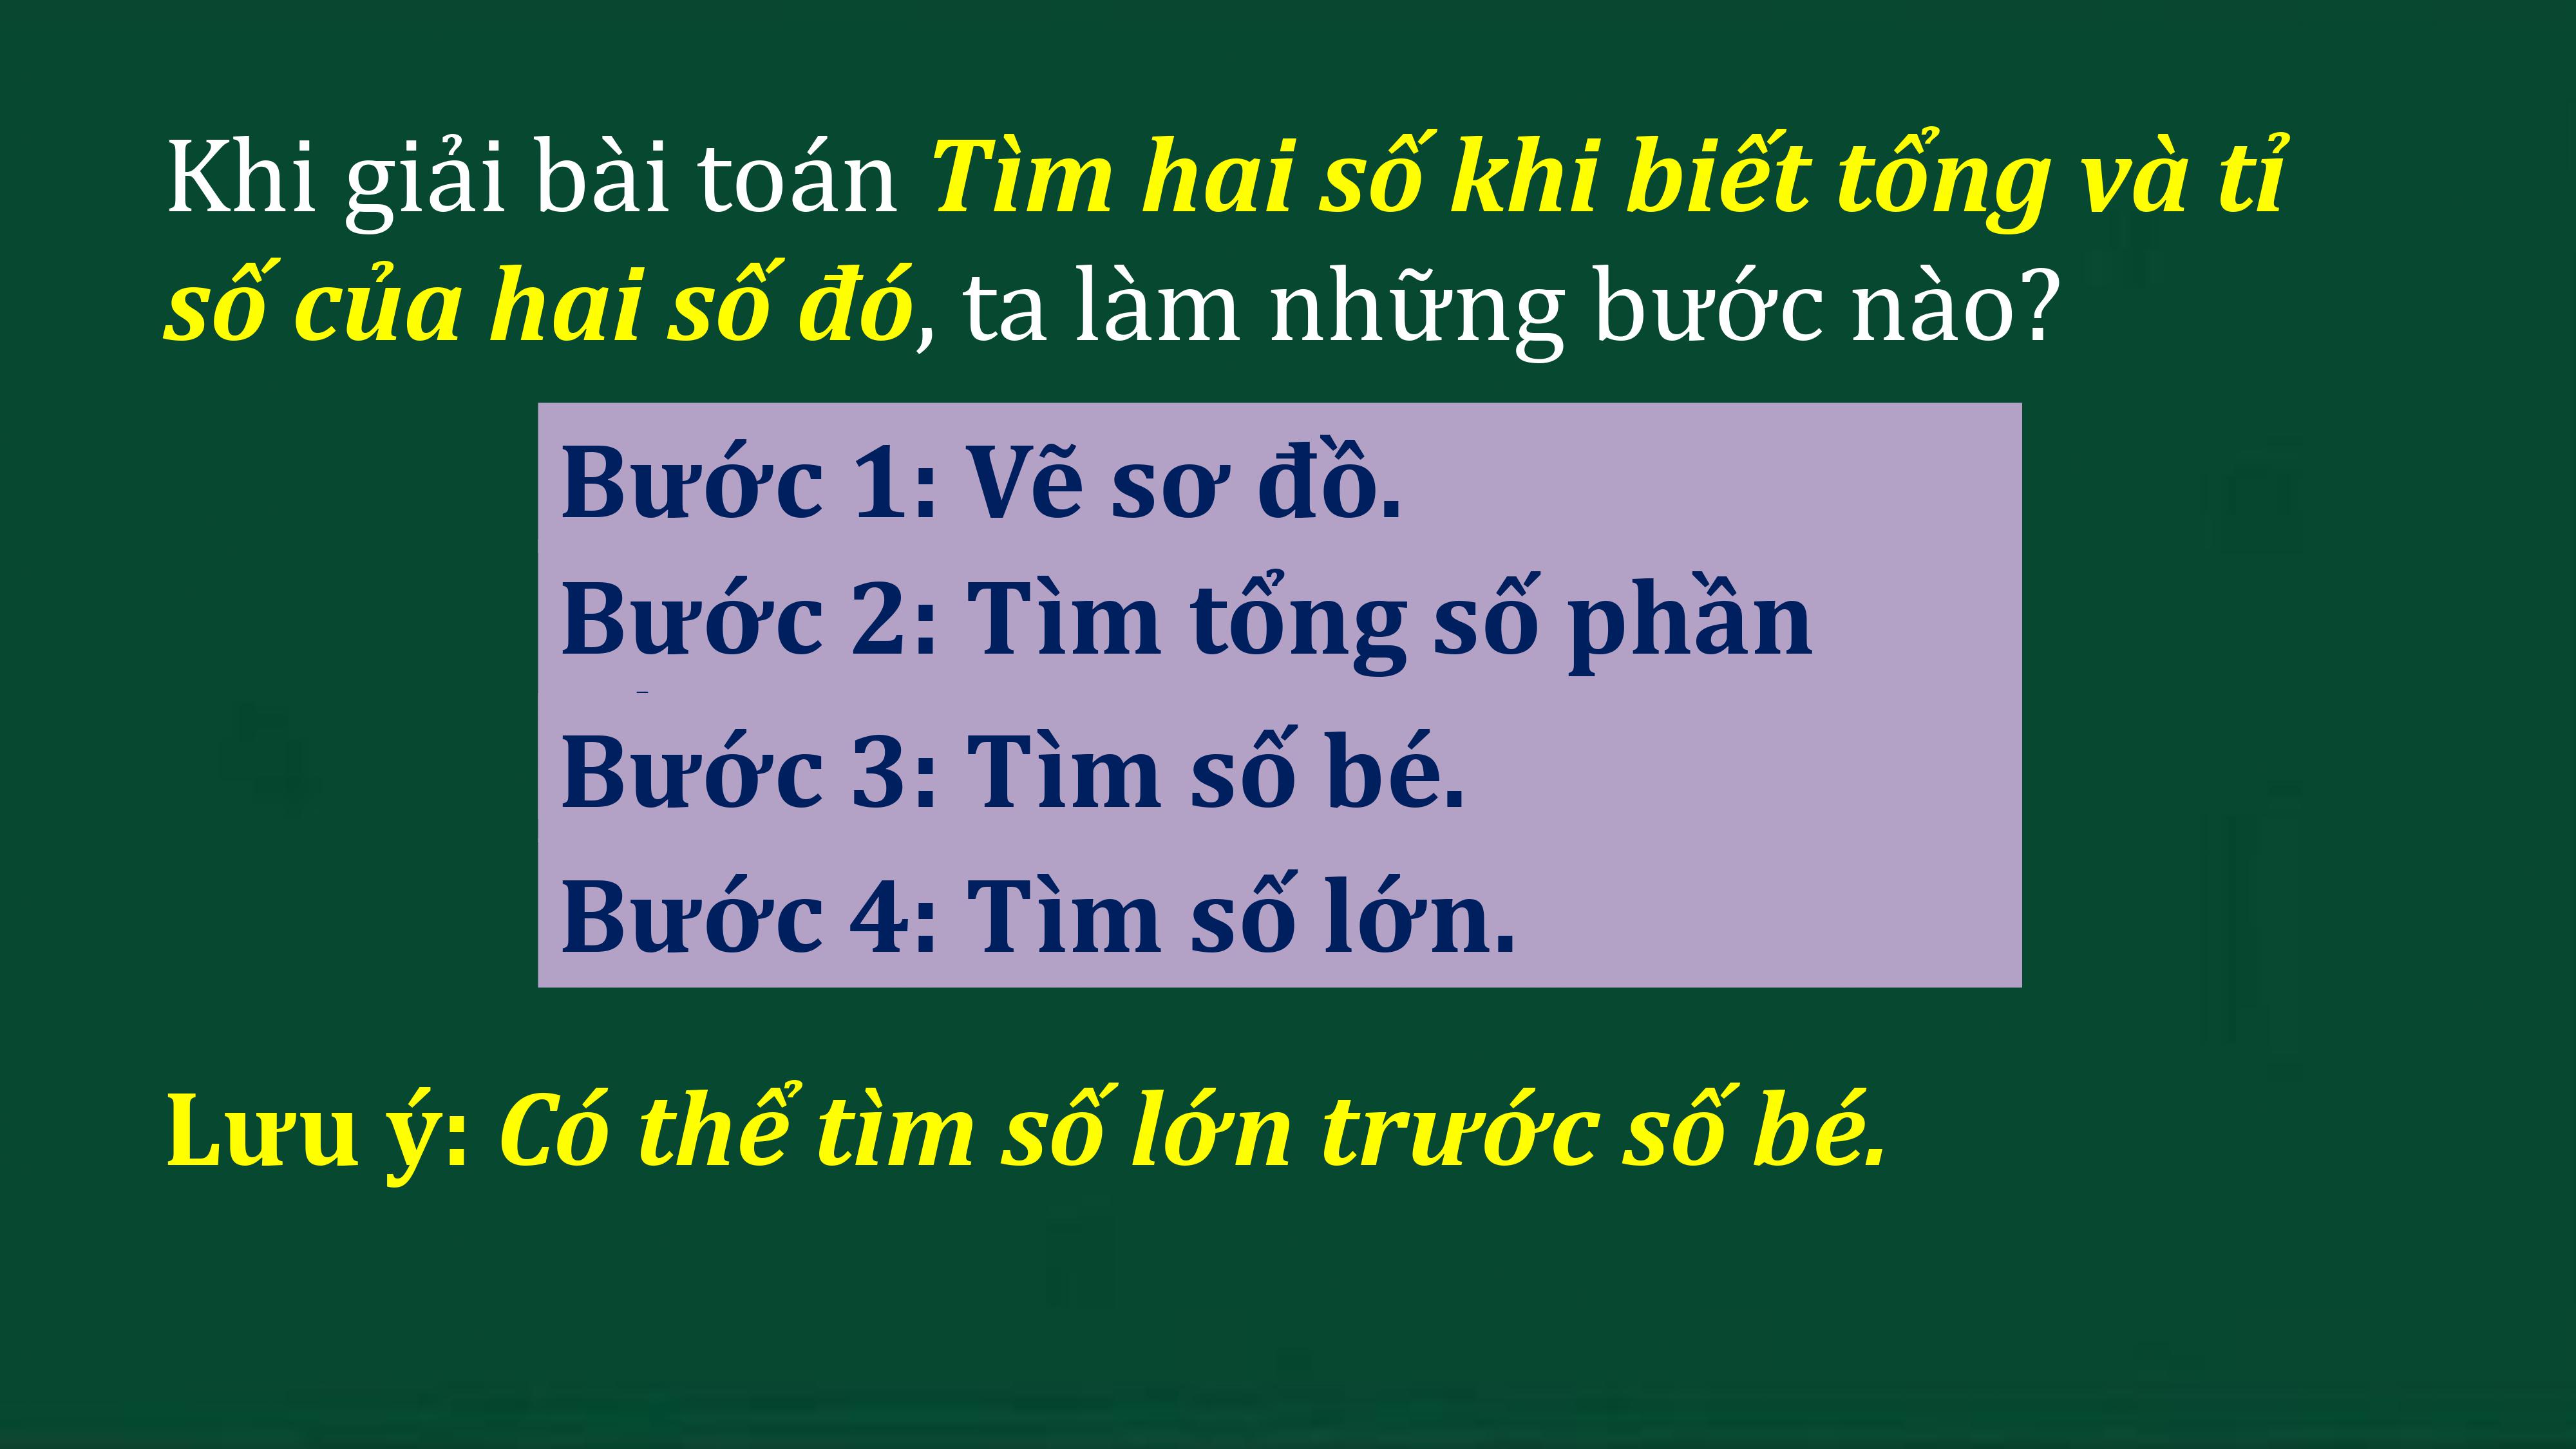 Khi giải bài toán Tìm hai số khi biết tổng và tỉ
số của hai số đó, ta làm những bước nào?
Bước 1: Vẽ sơ đồ.
Bước 2: Tìm tổng số phần
Bước 3: Tìm số bé.
Bước 4: Tìm số lớn.
Lưu ý: Có thể tìm số lớn trước số bé.